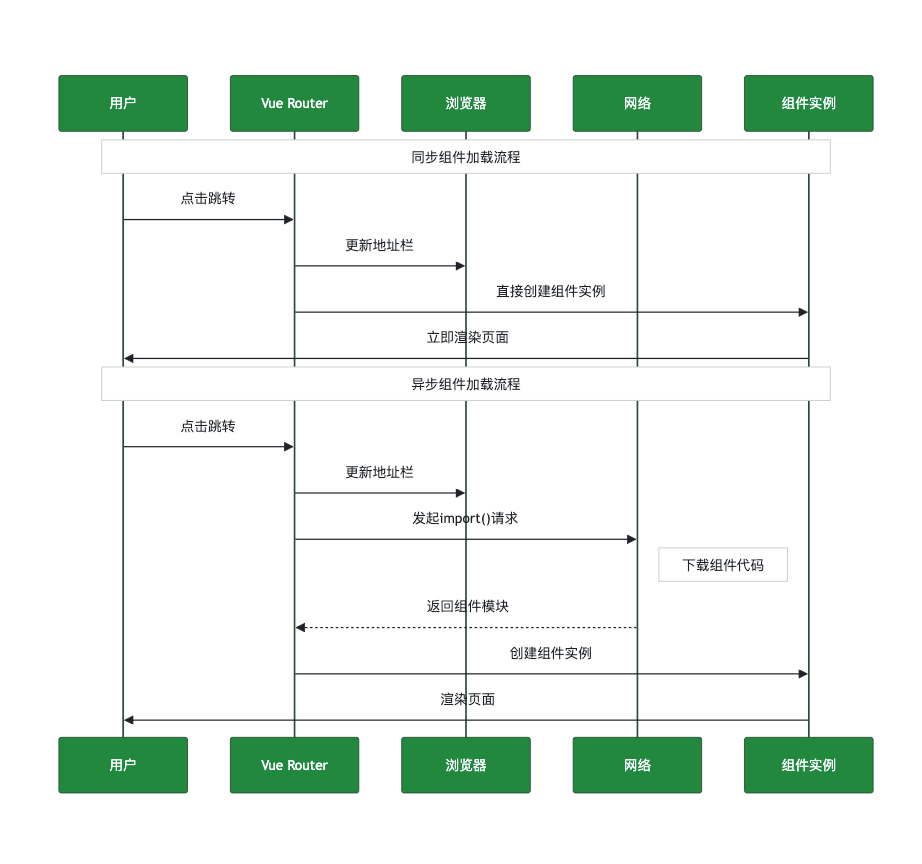 用户
Vue Router
浏览器
网络
组件实例
同步组件加载流程
点击跳转
更新地址栏
直接创建组件实例
立即渲染页面
异步组件加载流程
点击跳转
更新地址栏
发起import()请求
下载组件代码
返回组件模块
创建组件实例
渲染页面
用户
Vue Router
浏览器
网络
组件实例